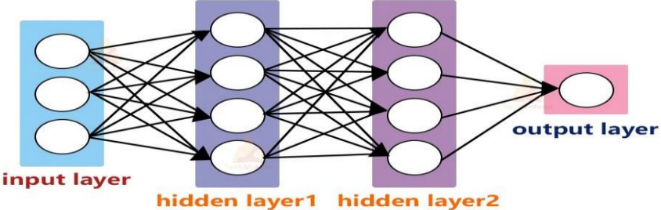 output layer
input layer
hidden layer1
hidden layer2